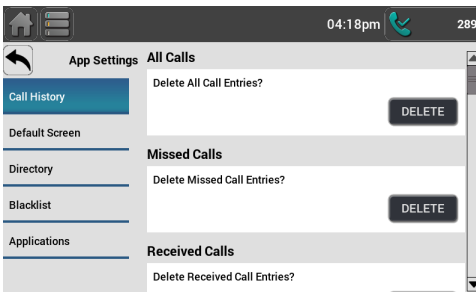 04:18pm
289
App Settings
Call History
Default Screen
Directory
Blacklist
Applications
All Calls
Delete All Call Entries?
DELETE
Missed Calls
Delete Missed Call Entries?
DELETE
Received Calls
Delete Received Call Entries?